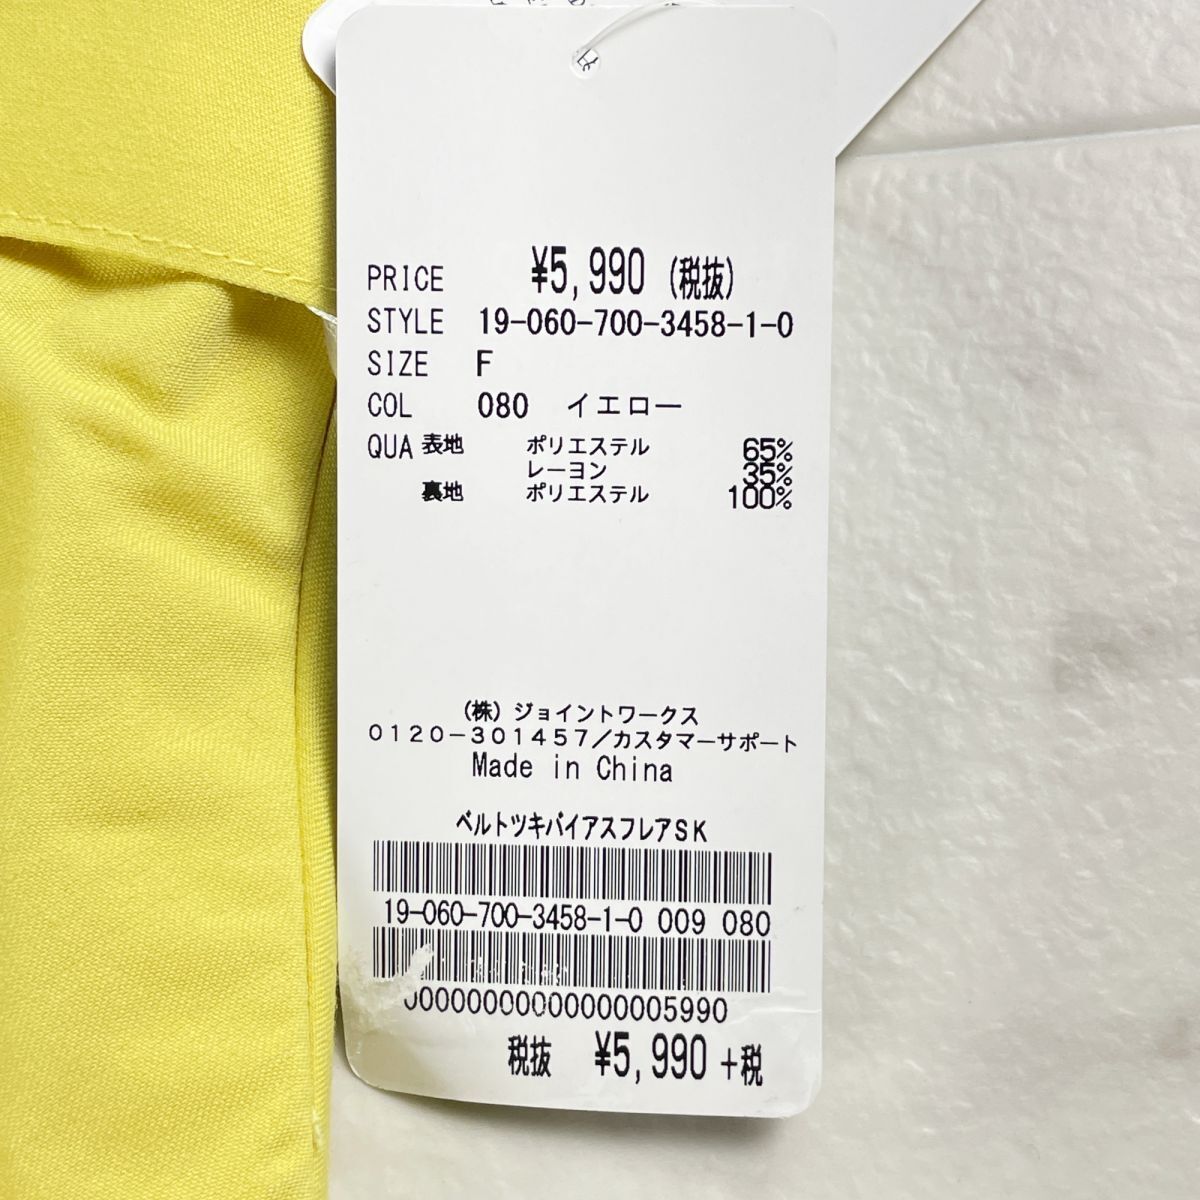 PRICE ¥5,990 (税抜)
STYLE 19-060-700-3458-1-0
SIZE F
COL 080 イエロー
QUA 表地 ポリエステル 65%
レーヨン 35%
裏地 ポリエステル 100%
(株)ジョイントワークス
0120-301457/カスタマーサポート
Made in China
ベルトツキバイアスフレアSK
19-060-700-3458-1-0 009 080
00000000000000005990
税抜 ¥5,990 +税